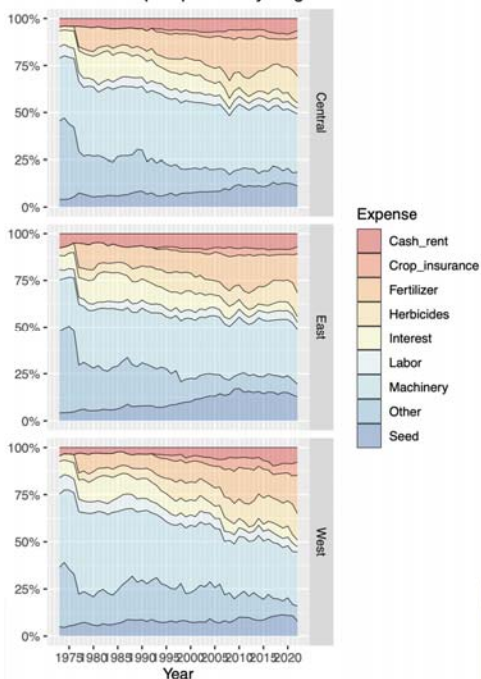 100%
75%
50%
25%
0%
Central
100%
75%
50%
25%
0%
East
100%
75%
50%
25%
0%
West
1975198019851990199520002005201020152020
Year
Expense
Cash_rent
Crop_insurance
Fertilizer
Herbicides
Interest
Labor
Machinery
Other
Seed